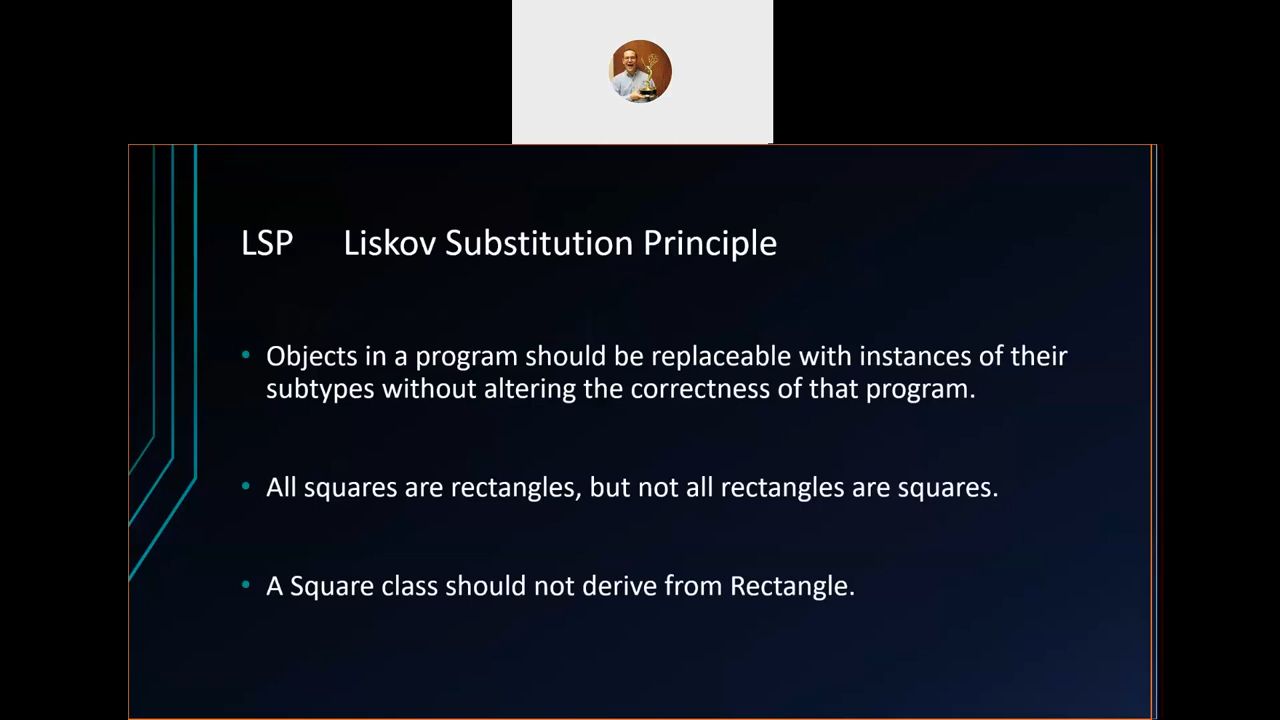 LSP Liskov Substitution Principle
• Objects in a program should be replaceable with instances of their
subtypes without altering the correctness of that program.
• All squares are rectangles, but not all rectangles are squares.
• A Square class should not derive from Rectangle.